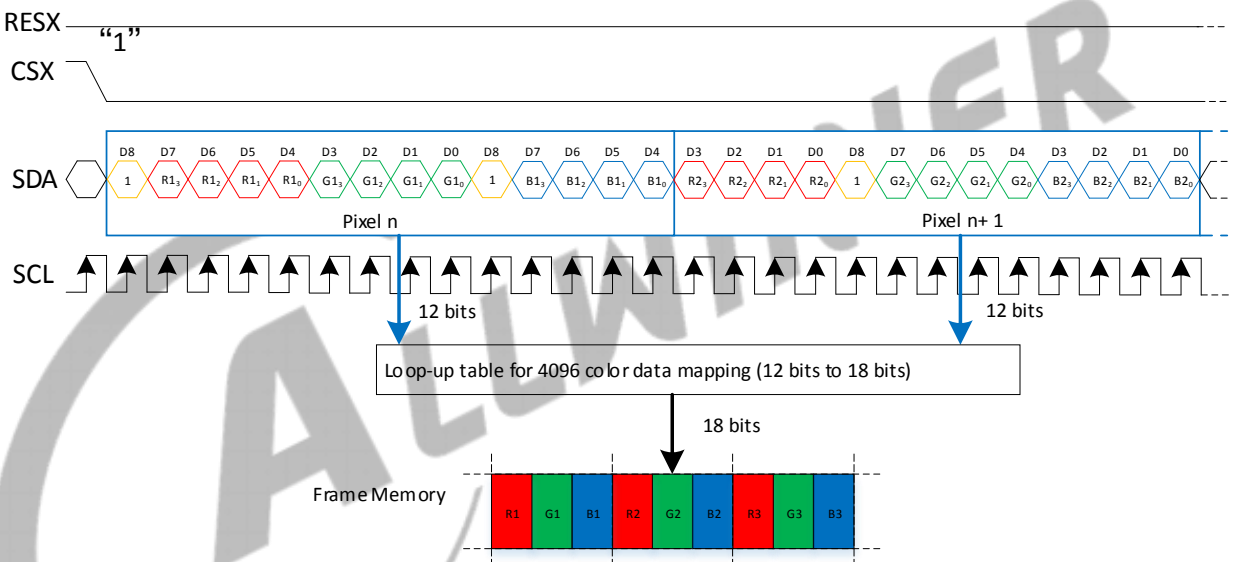 RESX
“1”
CSX
D8 D7 D6 D5 D4 D3 D2 D1 D0 D8 D7 D6 D5 D4 D3 D2 D1 D0 D8 D7 D6 D5 D4 D3 D2 D1 D0
SDA 1 R1₃ R1₂ R1₁ R1₀ G1₃ G1₂ G1₁ G1₀ 1 B1₃ B1₂ B1₁ B1₀ R2₃ R2₂ R2₁ R2₀ 1 G2₃ G2₂ G2₁ G2₀ B2₃ B2₂ B2₁ B2₀
Pixel n Pixel n+ 1
SCL
12 bits 12 bits
Loop-up table for 4096 color data mapping (12 bits to 18 bits)
18 bits
Frame Memory R1 G1 B1 R2 G2 B2 R3 G3 B3
ALLWINNER